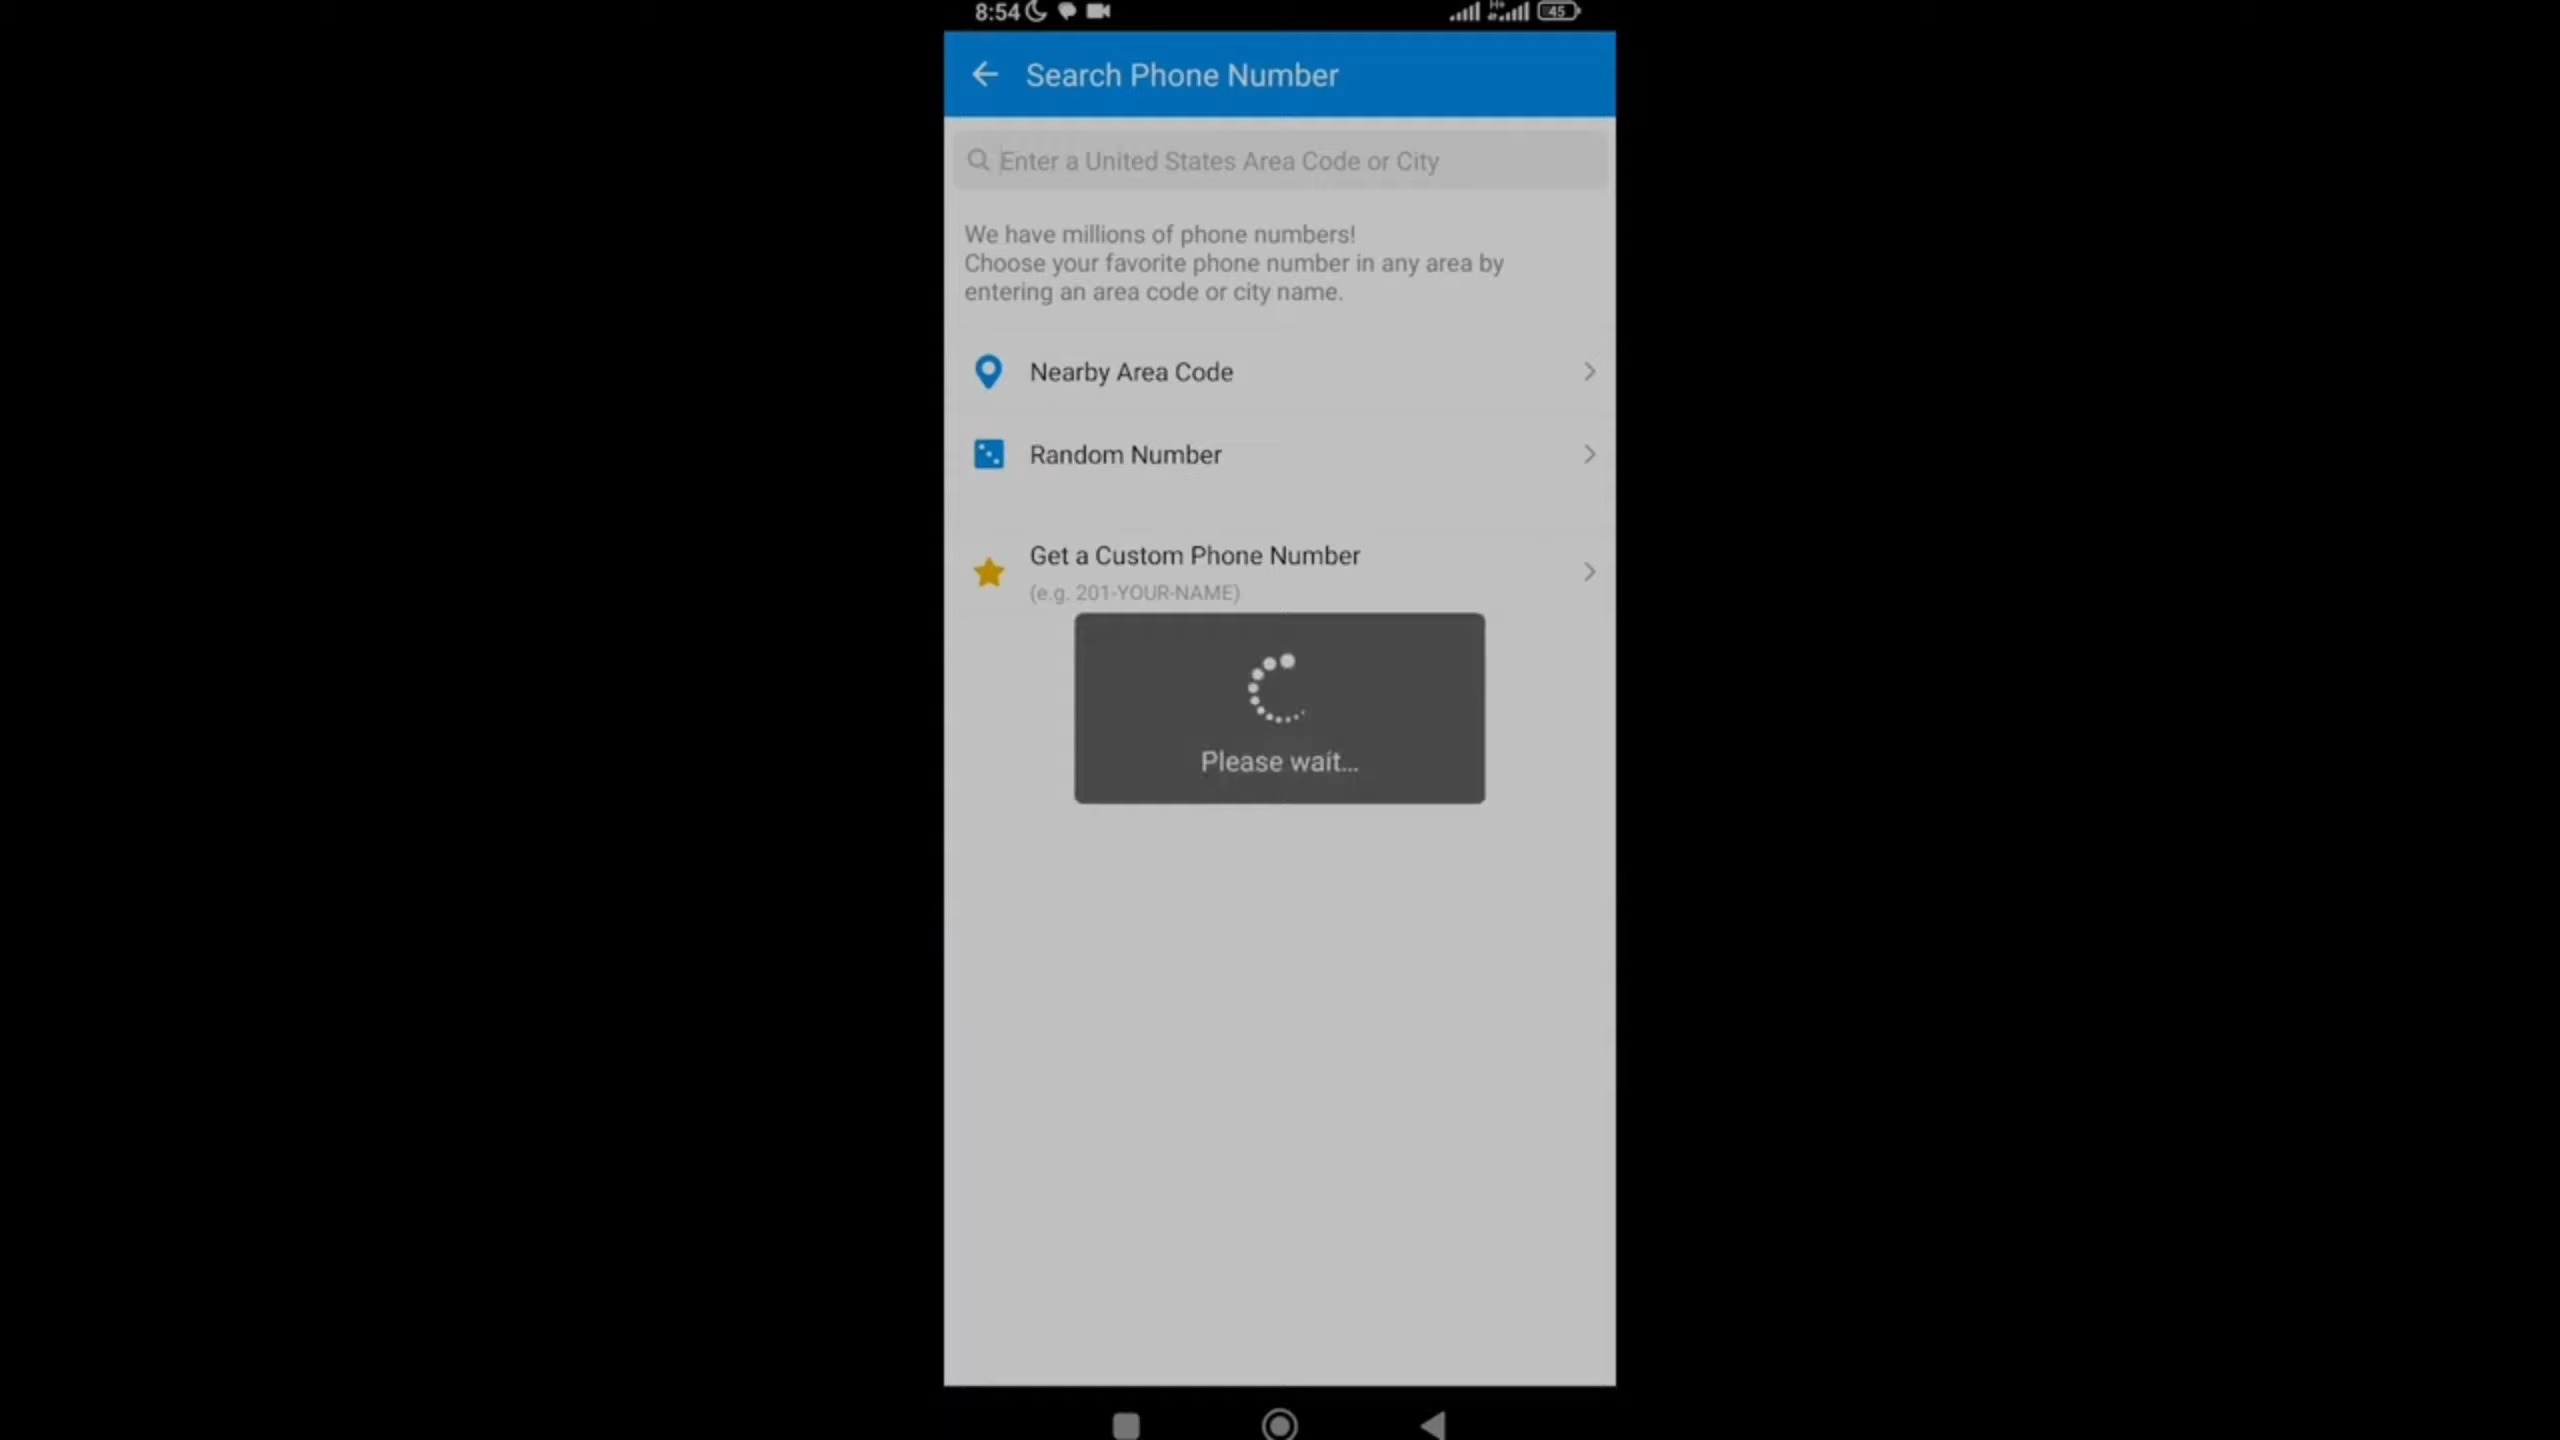 8:54
H+
45
Search Phone Number
Enter a United States Area Code or City
We have millions of phone numbers!
Choose your favorite phone number in any area by
entering an area code or city name.
Nearby Area Code
Random Number
Get a Custom Phone Number
(e.g. 201-YOUR-NAME)
Please wait...